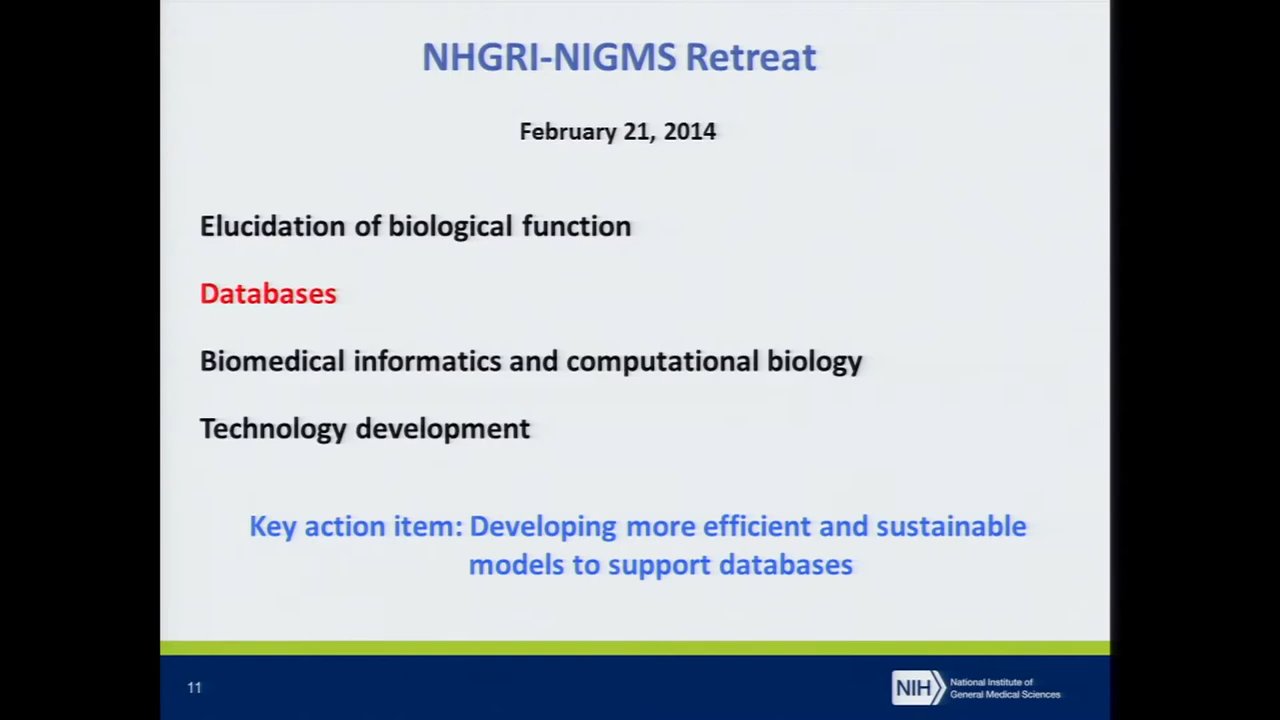 NHGRI-NIGMS Retreat
February 21, 2014
Elucidation of biological function
Databases
Biomedical informatics and computational biology
Technology development
Key action item: Developing more efficient and sustainable
models to support databases
11
NIH
National Institute of
General Medical Sciences